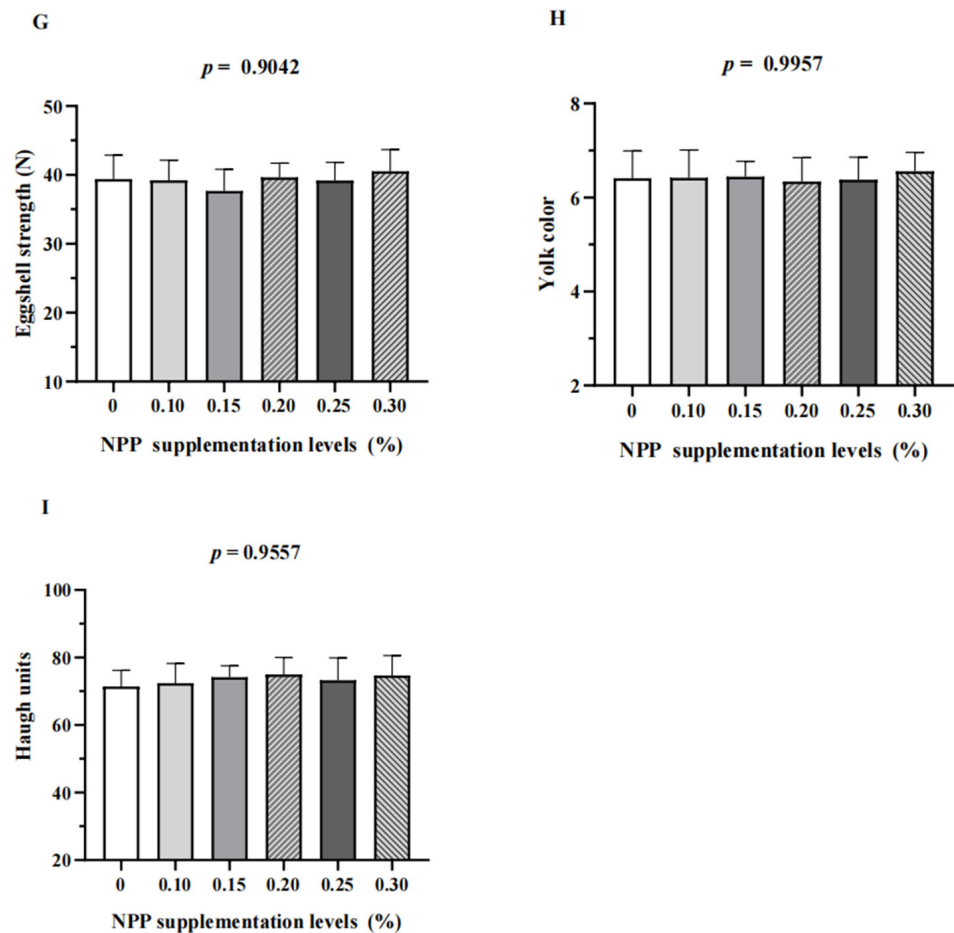 G
p = 0.9042
50
40
30
20
10
Eggshell strength (N)
0 0.10 0.15 0.20 0.25 0.30
NPP supplementation levels (%)
H
p = 0.9957
8
6
4
2
Yolk color
0 0.10 0.15 0.20 0.25 0.30
NPP supplementation levels (%)
I
p = 0.9557
100
80
60
40
20
Haugh units
0 0.10 0.15 0.20 0.25 0.30
NPP supplementation levels (%)